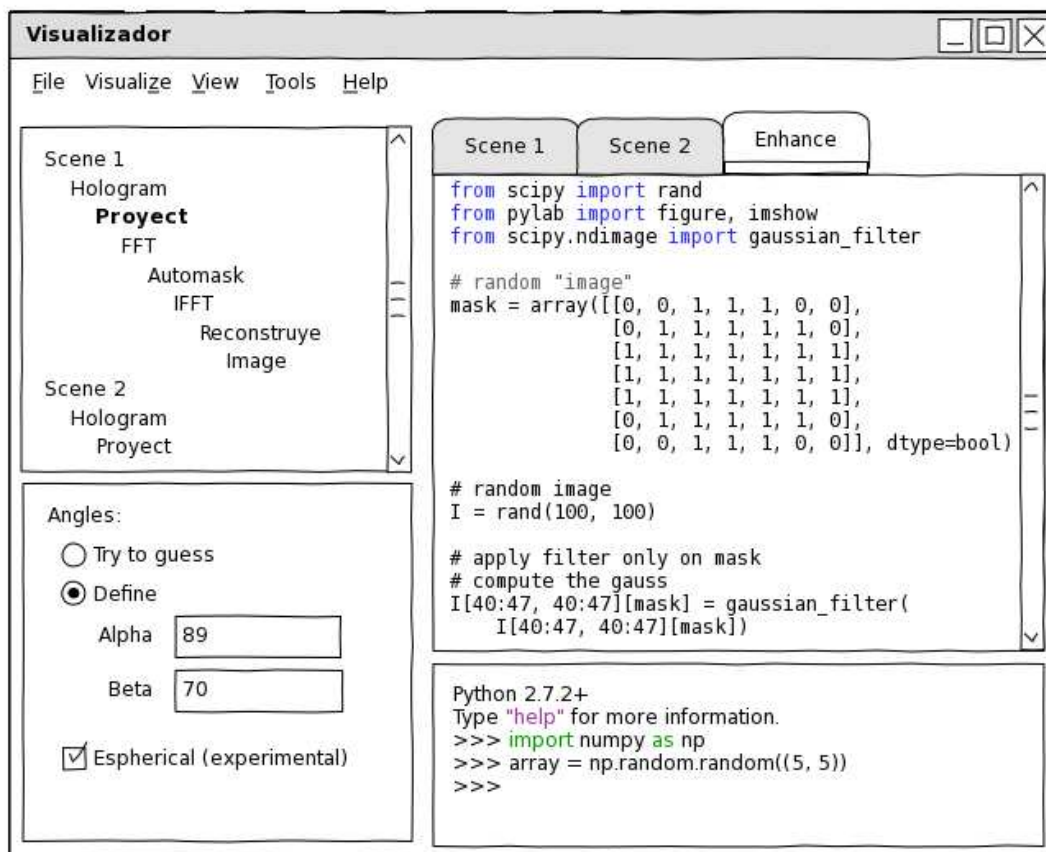 Visualizador
File Visualize View Tools Help
Scene 1
Hologram
Proyect
FFT
Automask
IFFT
Reconstruye
Image
Scene 2
Hologram
Proyect
Angles:
Try to guess
Define
Alpha 89
Beta 70
Espherical (experimental)
Scene 1 Scene 2 Enhance
from scipy import rand
from pylab import figure, imshow
from scipy.ndimage import gaussian_filter
# random "image"
mask = array([[0, 0, 1, 1, 1, 0, 0],
[0, 1, 1, 1, 1, 1, 0],
[1, 1, 1, 1, 1, 1, 1],
[1, 1, 1, 1, 1, 1, 1],
[1, 1, 1, 1, 1, 1, 1],
[0, 1, 1, 1, 1, 1, 0],
[0, 0, 1, 1, 1, 0, 0]], dtype=bool)
# random image
I = rand(100, 100)
# apply filter only on mask
# compute the gauss
I[40:47, 40:47][mask] = gaussian_filter(
I[40:47, 40:47][mask])
Python 2.7.2+
Type "help" for more information.
>>> import numpy as np
>>> array = np.random.random((5, 5))
>>>